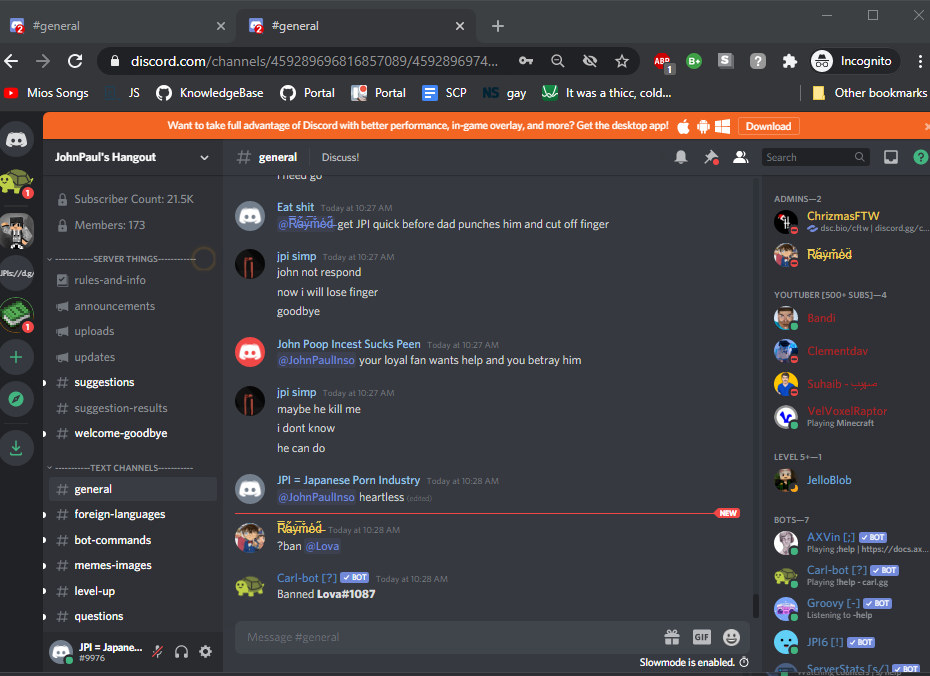 #general
#general
discord.com/channels/459289696816857089/4592896974...
ABP
1
B+
S
?
Incognito
Mios Songs
JS
KnowledgeBase
Portal
Portal
SCP
NS
gay
It was a thicc, cold...
Other bookmarks
Want to take full advantage of Discord with better performance, in-game overlay, and more? Get the desktop app!
Download
JohnPaul's Hangout
general
Discuss!
Search
Subscriber Count: 21.5K
Members: 173
------------SERVER THINGS------------
rules-and-info
announcements
uploads
updates
suggestions
suggestion-results
welcome-goodbye
------------TEXT CHANNELS------------
general
foreign-languages
bot-commands
memes-images
level-up
questions
JPI = Japane...
#9976
I need go
Eat shit Today at 10:27 AM
@Raymed get JPI quick before dad punches him and cut off finger
jpi simp Today at 10:27 AM
john not respond
now i will lose finger
goodbye
John Poop Incest Sucks Peen Today at 10:27 AM
@JohnPaulInso your loyal fan wants help and you betray him
jpi simp Today at 10:27 AM
maybe he kill me
i dont know
he can do
JPI = Japanese Porn Industry Today at 10:28 AM
@JohnPaulInso heartless (edited)
NEW
Raymed Today at 10:28 AM
?ban @Lova
Carl-bot [?] BOT Today at 10:28 AM
Banned Lova#1087
Message #general
GIF
Slowmode is enabled.
ADMINS—2
ChrizmasFTW
dsc.bio/cftw | discord.gg/c...
Raymed
YOUTUBER [500+ SUBS]—4
Bandi
Clementdav
Suhaib -
VelVoxelRaptor
Playing Minecraft
LEVEL 5+—1
JelloBlob
BOTS—7
AXVin [;] BOT
Playing ;help | https://docs.ax...
Carl-bot [?] BOT
Playing !help - carl.gg
Groovy [-] BOT
Listening to -help
JPI6 [!] BOT
ServerStats [s/] BOT